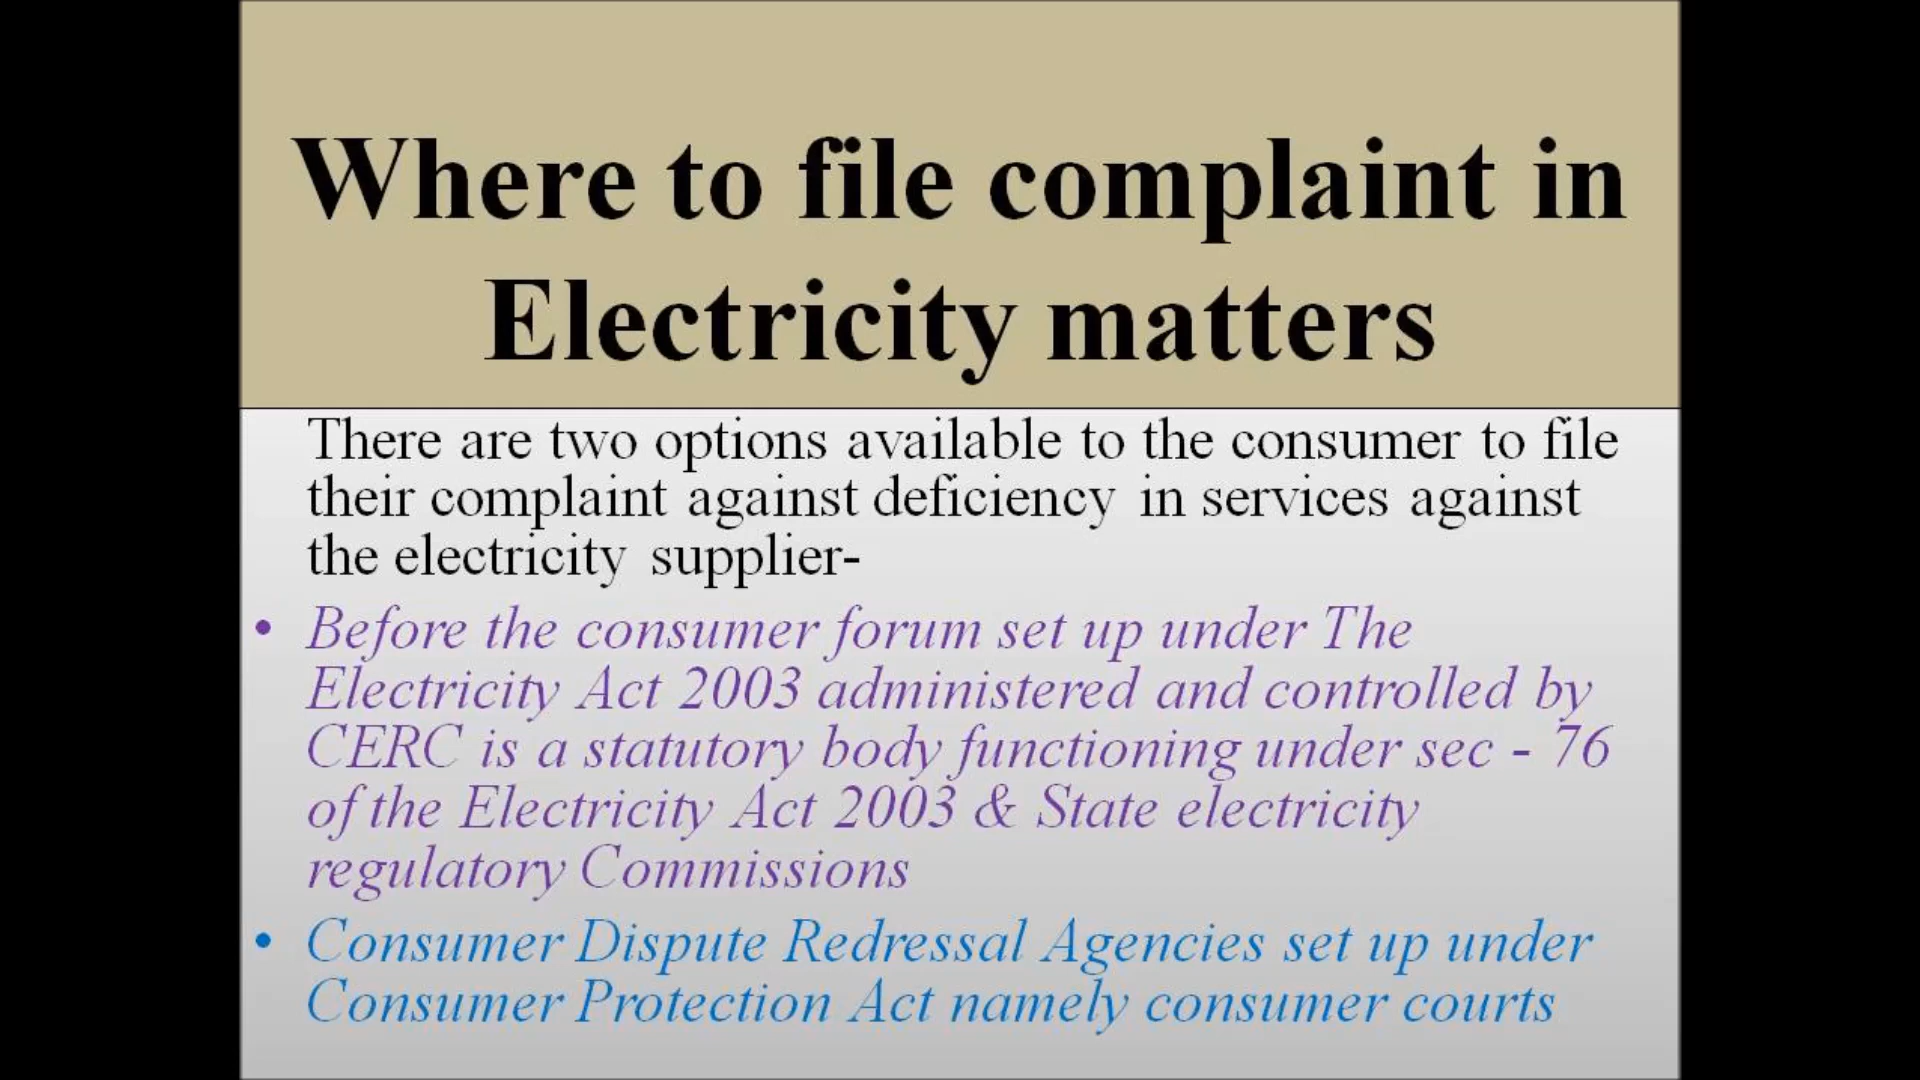 Where to file complaint in
Electricity matters
There are two options available to the consumer to file
their complaint against deficiency in services against
the electricity supplier-
• Before the consumer forum set up under The
Electricity Act 2003 administered and controlled by
CERC is a statutory body functioning under sec - 76
of the Electricity Act 2003 & State electricity
regulatory Commissions
• Consumer Dispute Redressal Agencies set up under
Consumer Protection Act namely consumer courts